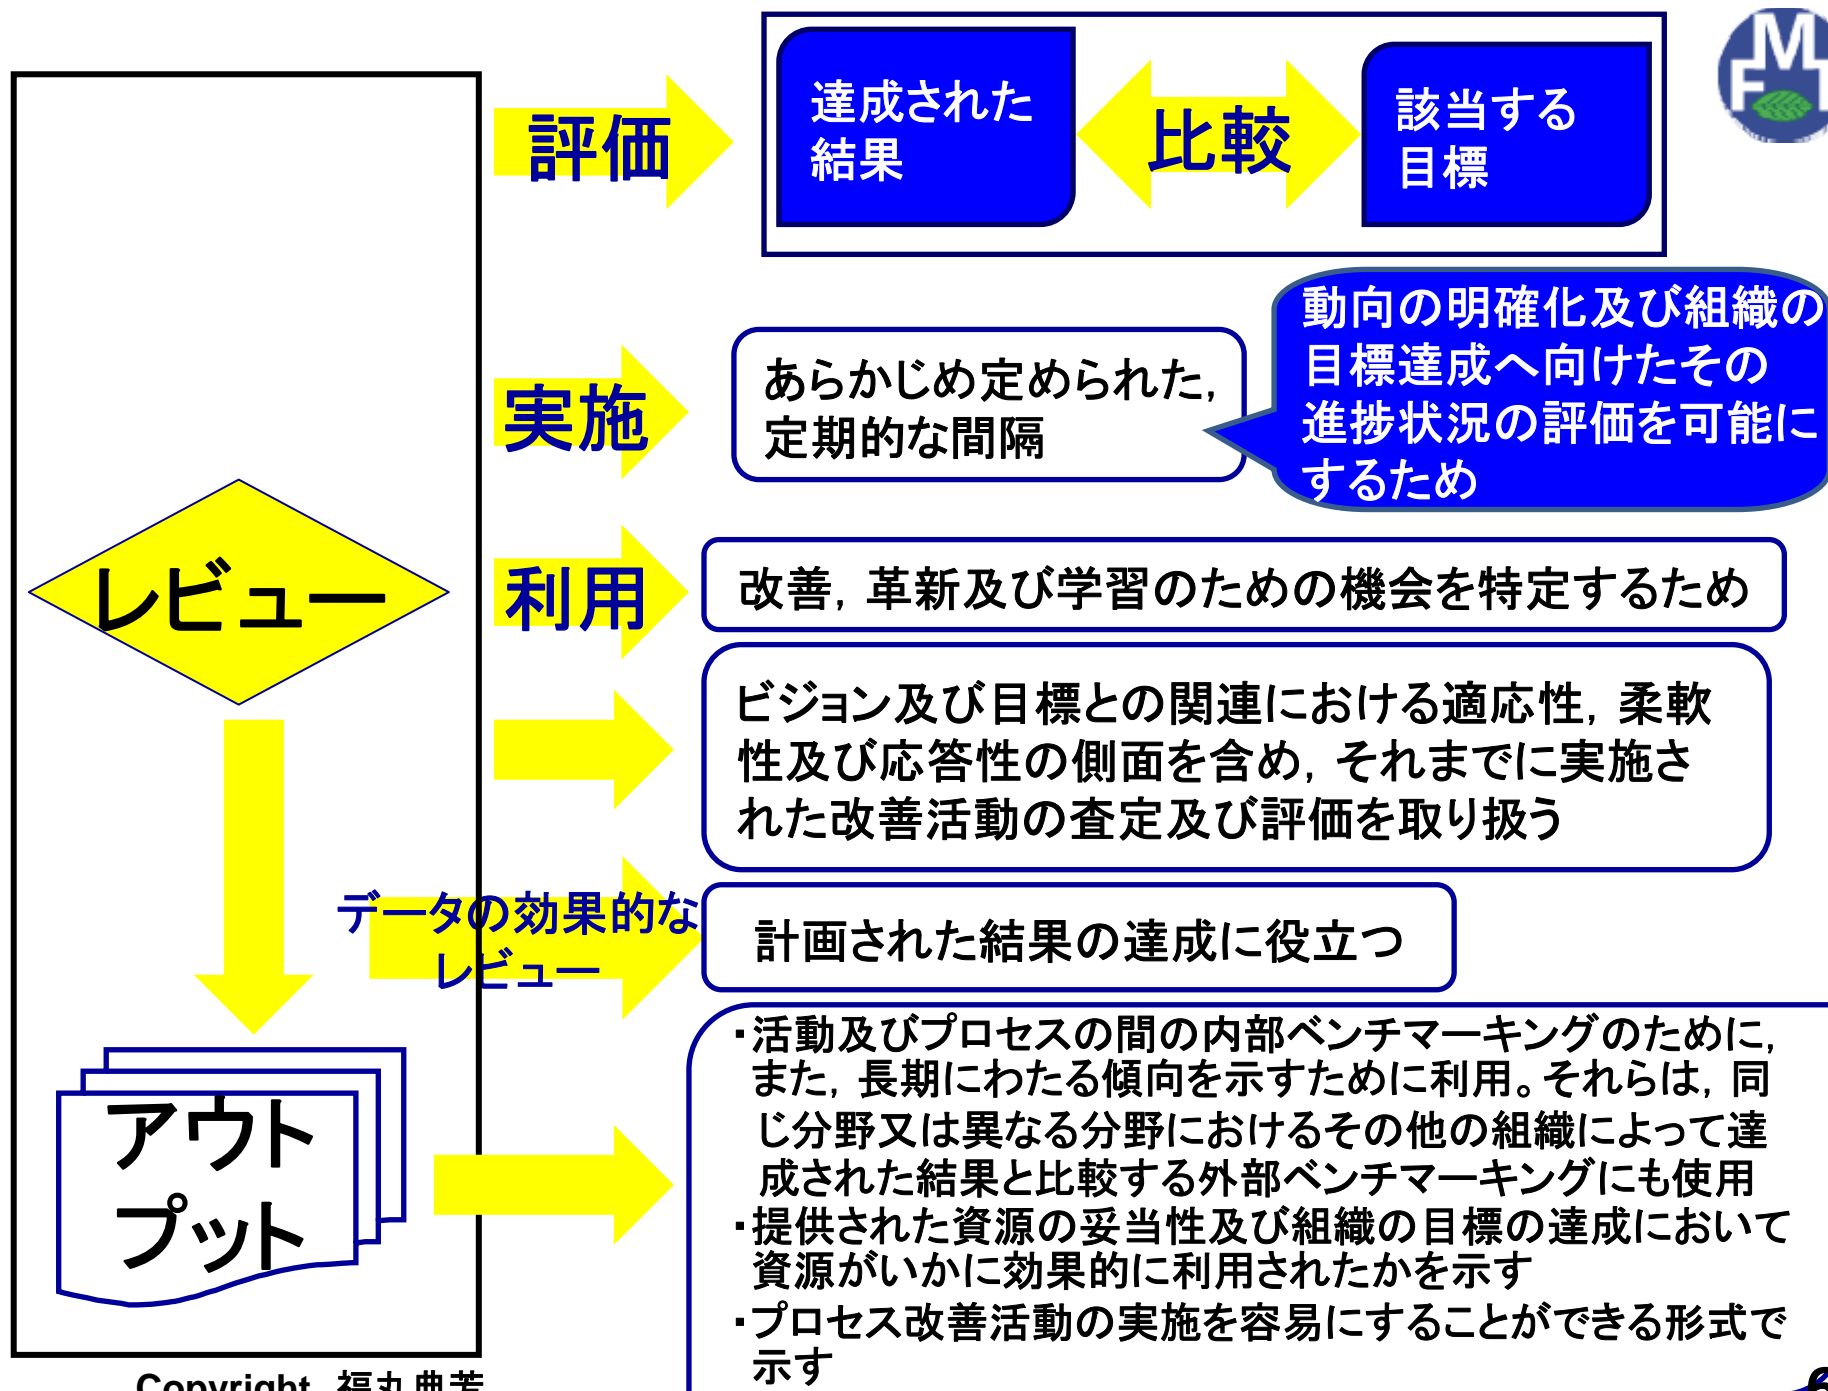 評価
達成された
結果
比較
該当する
目標
実施
あらかじめ定められた，
定期的な間隔
動向の明確化及び組織の
目標達成へ向けたその
進捗状況の評価を可能に
するため
レビュー
利用
改善，革新及び学習のための機会を特定するため
ビジョン及び目標との関連における適応性，柔軟
性及び応答性の側面を含め，それまでに実施さ
れた改善活動の査定及び評価を取り扱う
データの効果的な
レビュー
計画された結果の達成に役立つ
アウト
プット
・活動及びプロセスの間の内部ベンチマーキングのために，
また，長期にわたる傾向を示すために利用。それらは，同
じ分野又は異なる分野におけるその他の組織によって達
成された結果と比較する外部ベンチマーキングにも使用
・提供された資源の妥当性及び組織の目標の達成において
資源がいかに効果的に利用されたかを示す
・プロセス改善活動の実施を容易にすることができる形式で
示す
Copyright 福丸典芳